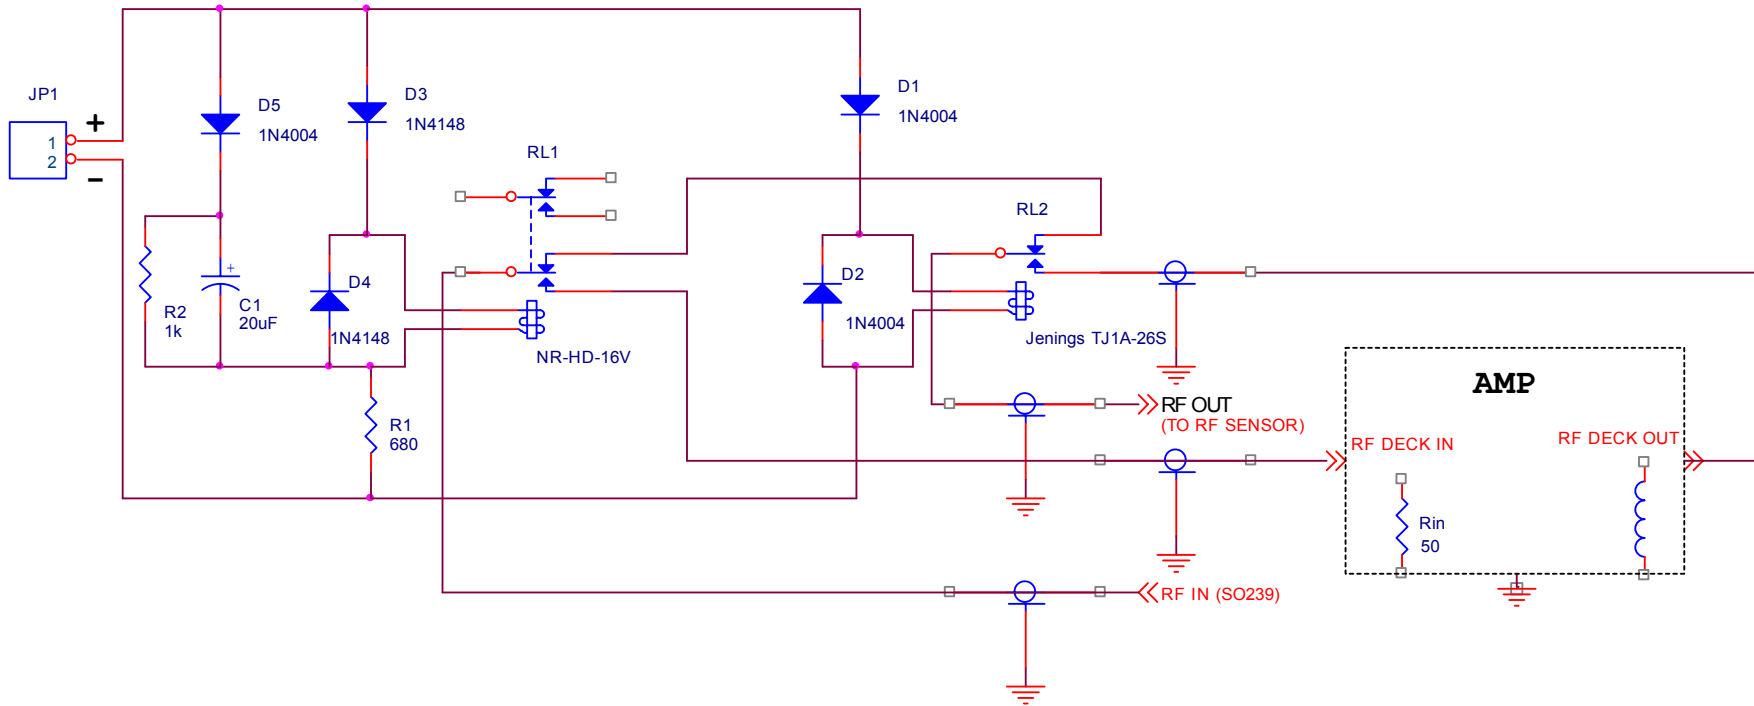 JP1
+
1
2
−
D5
1N4004
D3
1N4148
D1
1N4004
RL1
RL2
R2
1k
+
C1
20uF
D4
1N4148
NR-HD-16V
D2
1N4004
Jenings TJ1A-26S
R1
680
RF OUT
(TO RF SENSOR)
AMP
RF DECK IN
RF DECK OUT
Rin
50
RF IN (SO239)